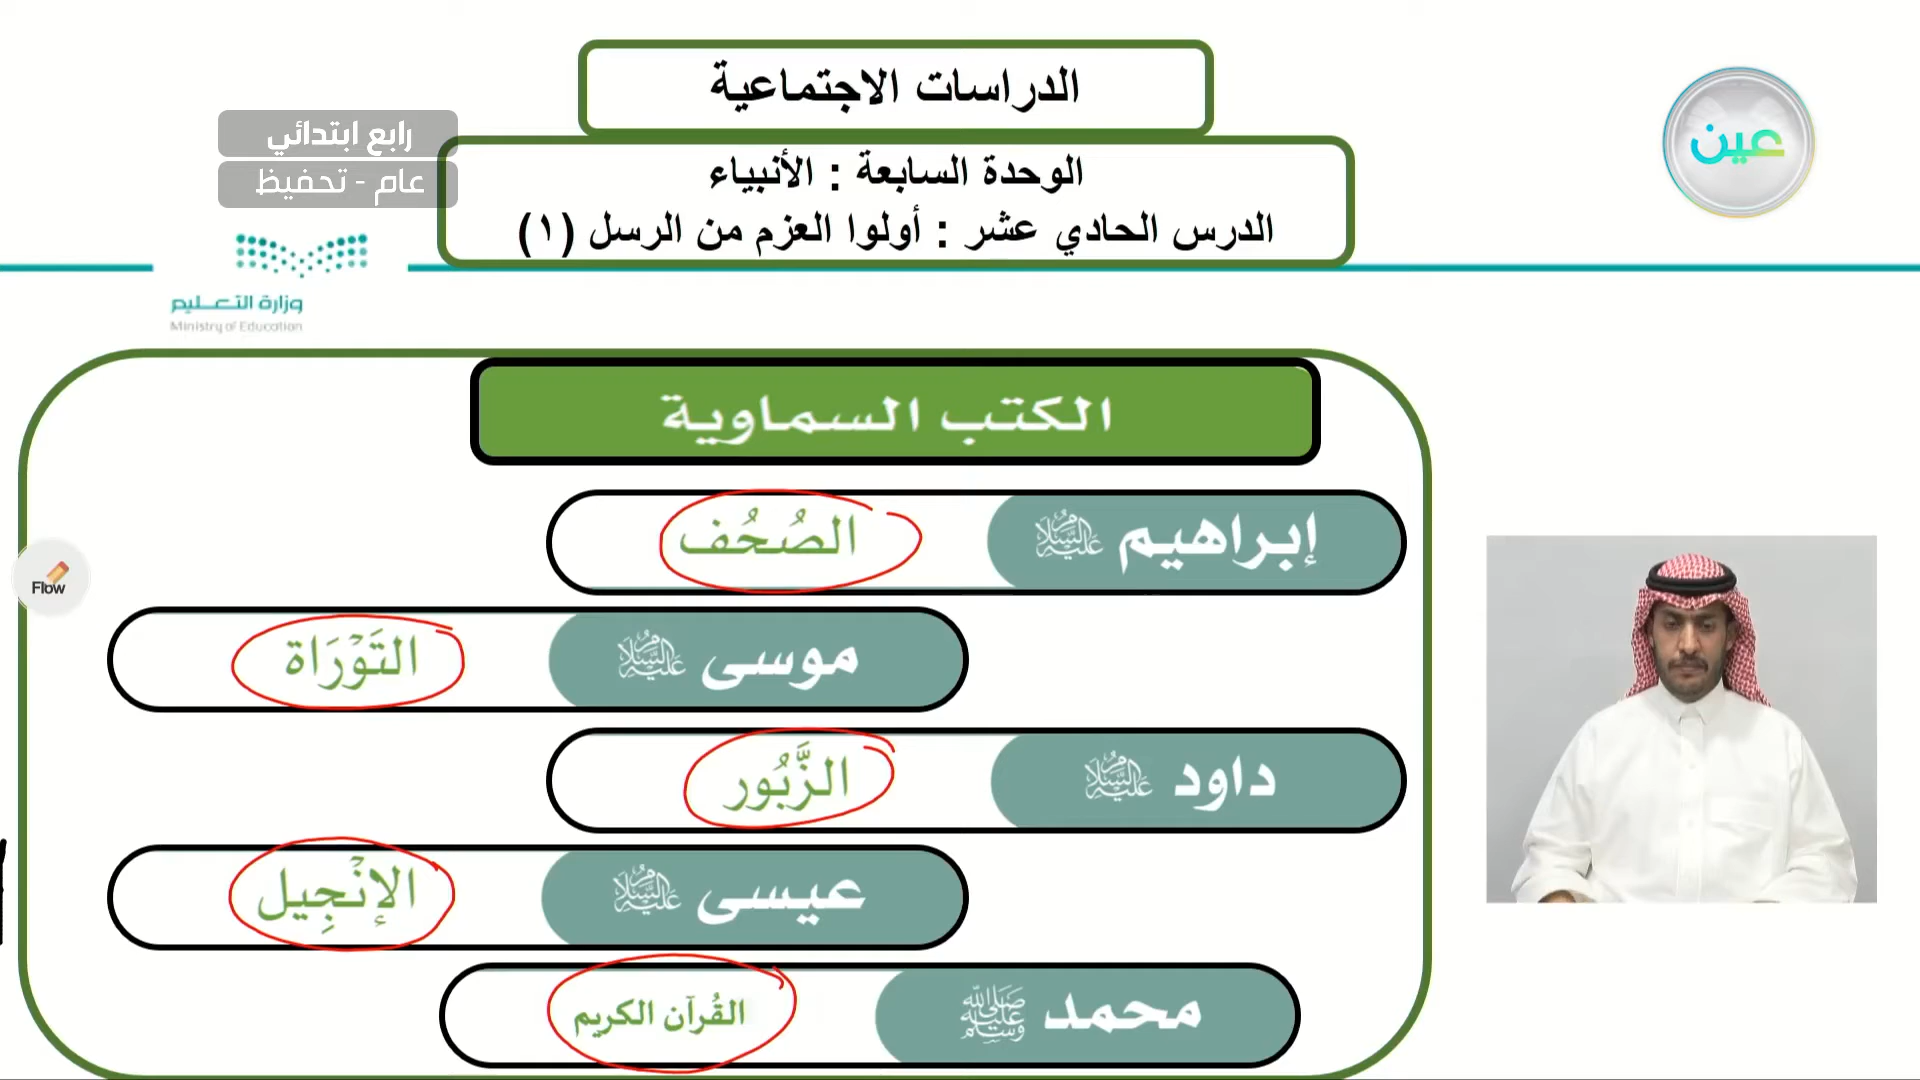 الدراسات الاجتماعية
عين
رابع ابتدائي
عام - تحفيظ
الوحدة السابعة : الأنبياء
الدرس الحادي عشر : أولوا العزم من الرسل (١)
وزارة التعليم
Ministry of Education
الكتب السماوية
إبراهيم عليه السلام الصُحُف
Flow
موسى عليه السلام التَوْرَاة
داود عليه السلام الزَّبُور
عيسى عليه السلام الإنْجِيل
محمد صلى الله عليه وسلم القُرآن الكريم